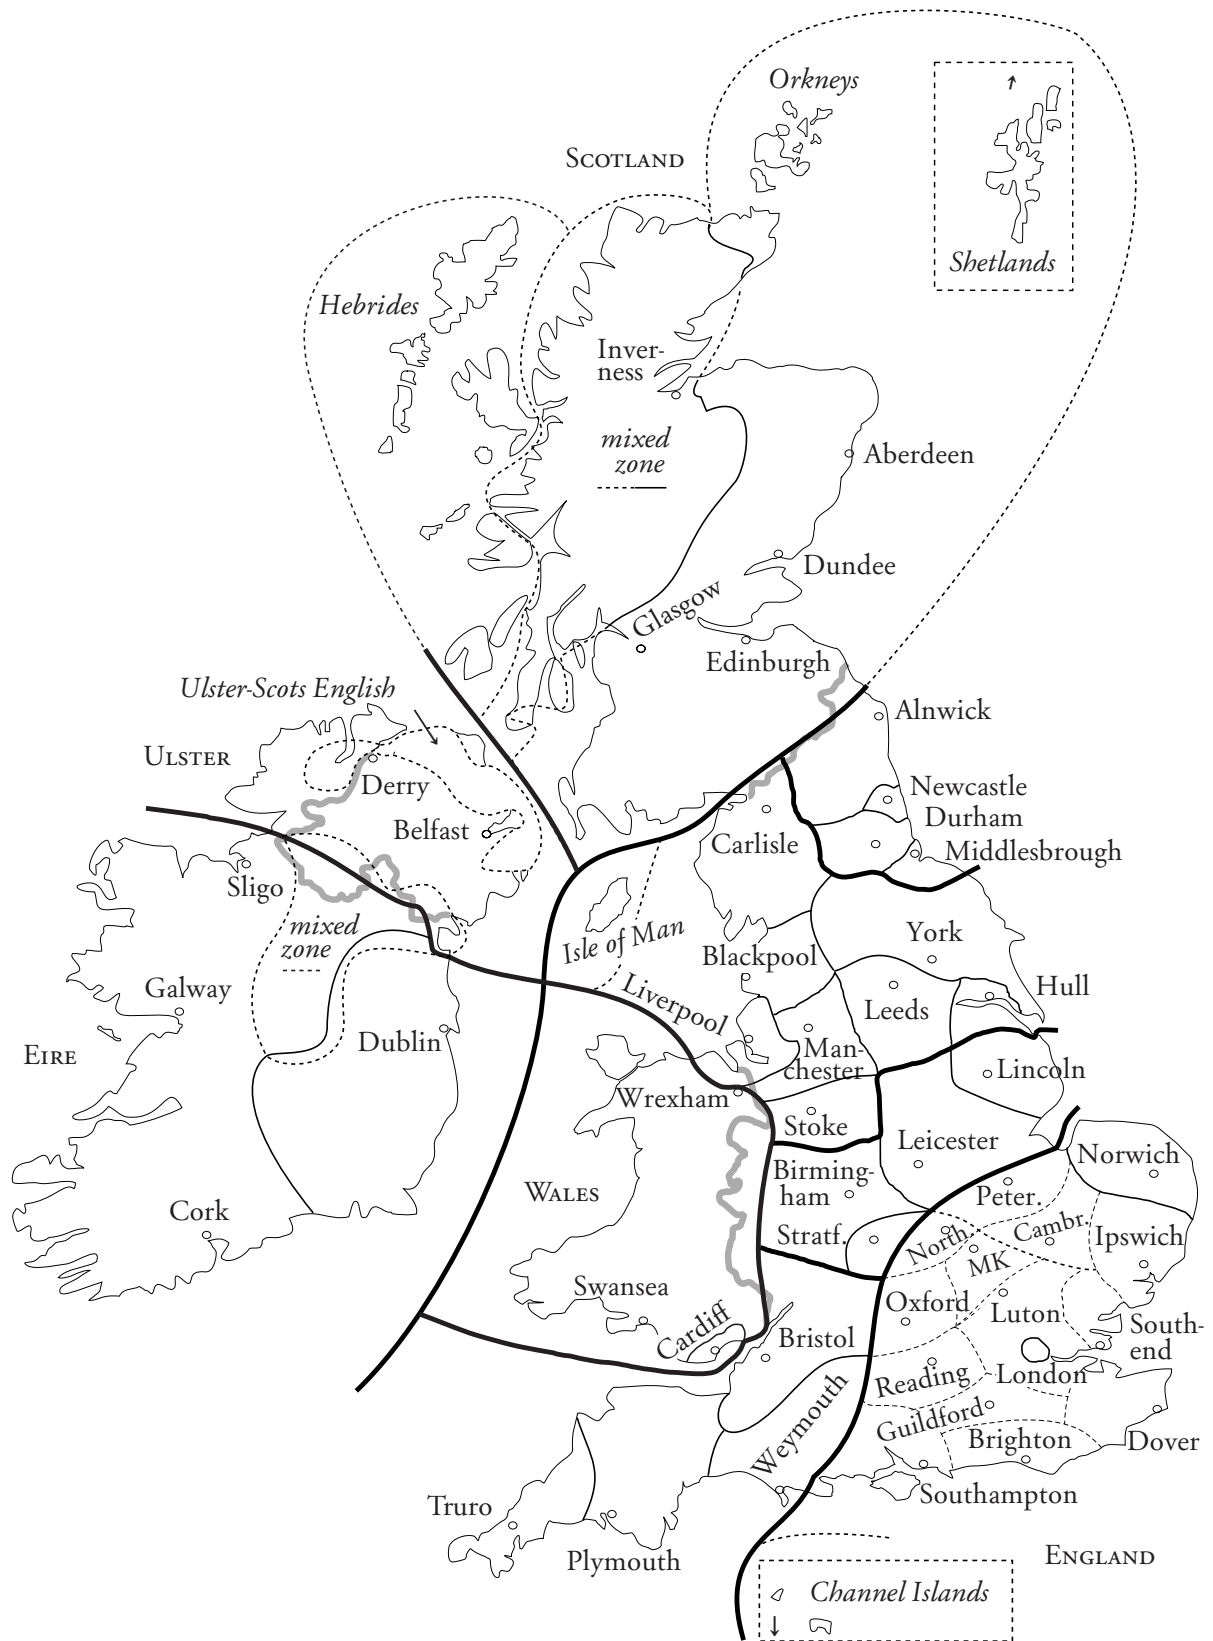 Orkneys
SCOTLAND
Shetlands
Hebrides
Inver-
ness
mixed
zone
Aberdeen
Dundee
Glasgow
Edinburgh
Ulster-Scots English
Alnwick
ULSTER
Derry
Newcastle
Durham
Belfast
Carlisle
Middlesbrough
Sligo
mixed
zone
Isle of Man
York
Blackpool
Galway
Liverpool
Leeds
Hull
EIRE
Dublin
Man-
chester
Lincoln
Wrexham
Stoke
Leicester
Norwich
Birming-
ham
WALES
Peter.
Cork
Stratf.
North.
Cambr.
Ipswich
MK
Swansea
Oxford
Luton
Cardiff
Bristol
South-
end
Reading
London
Weymouth
Guildford
Brighton
Dover
Truro
Southampton
Plymouth
ENGLAND
Channel Islands